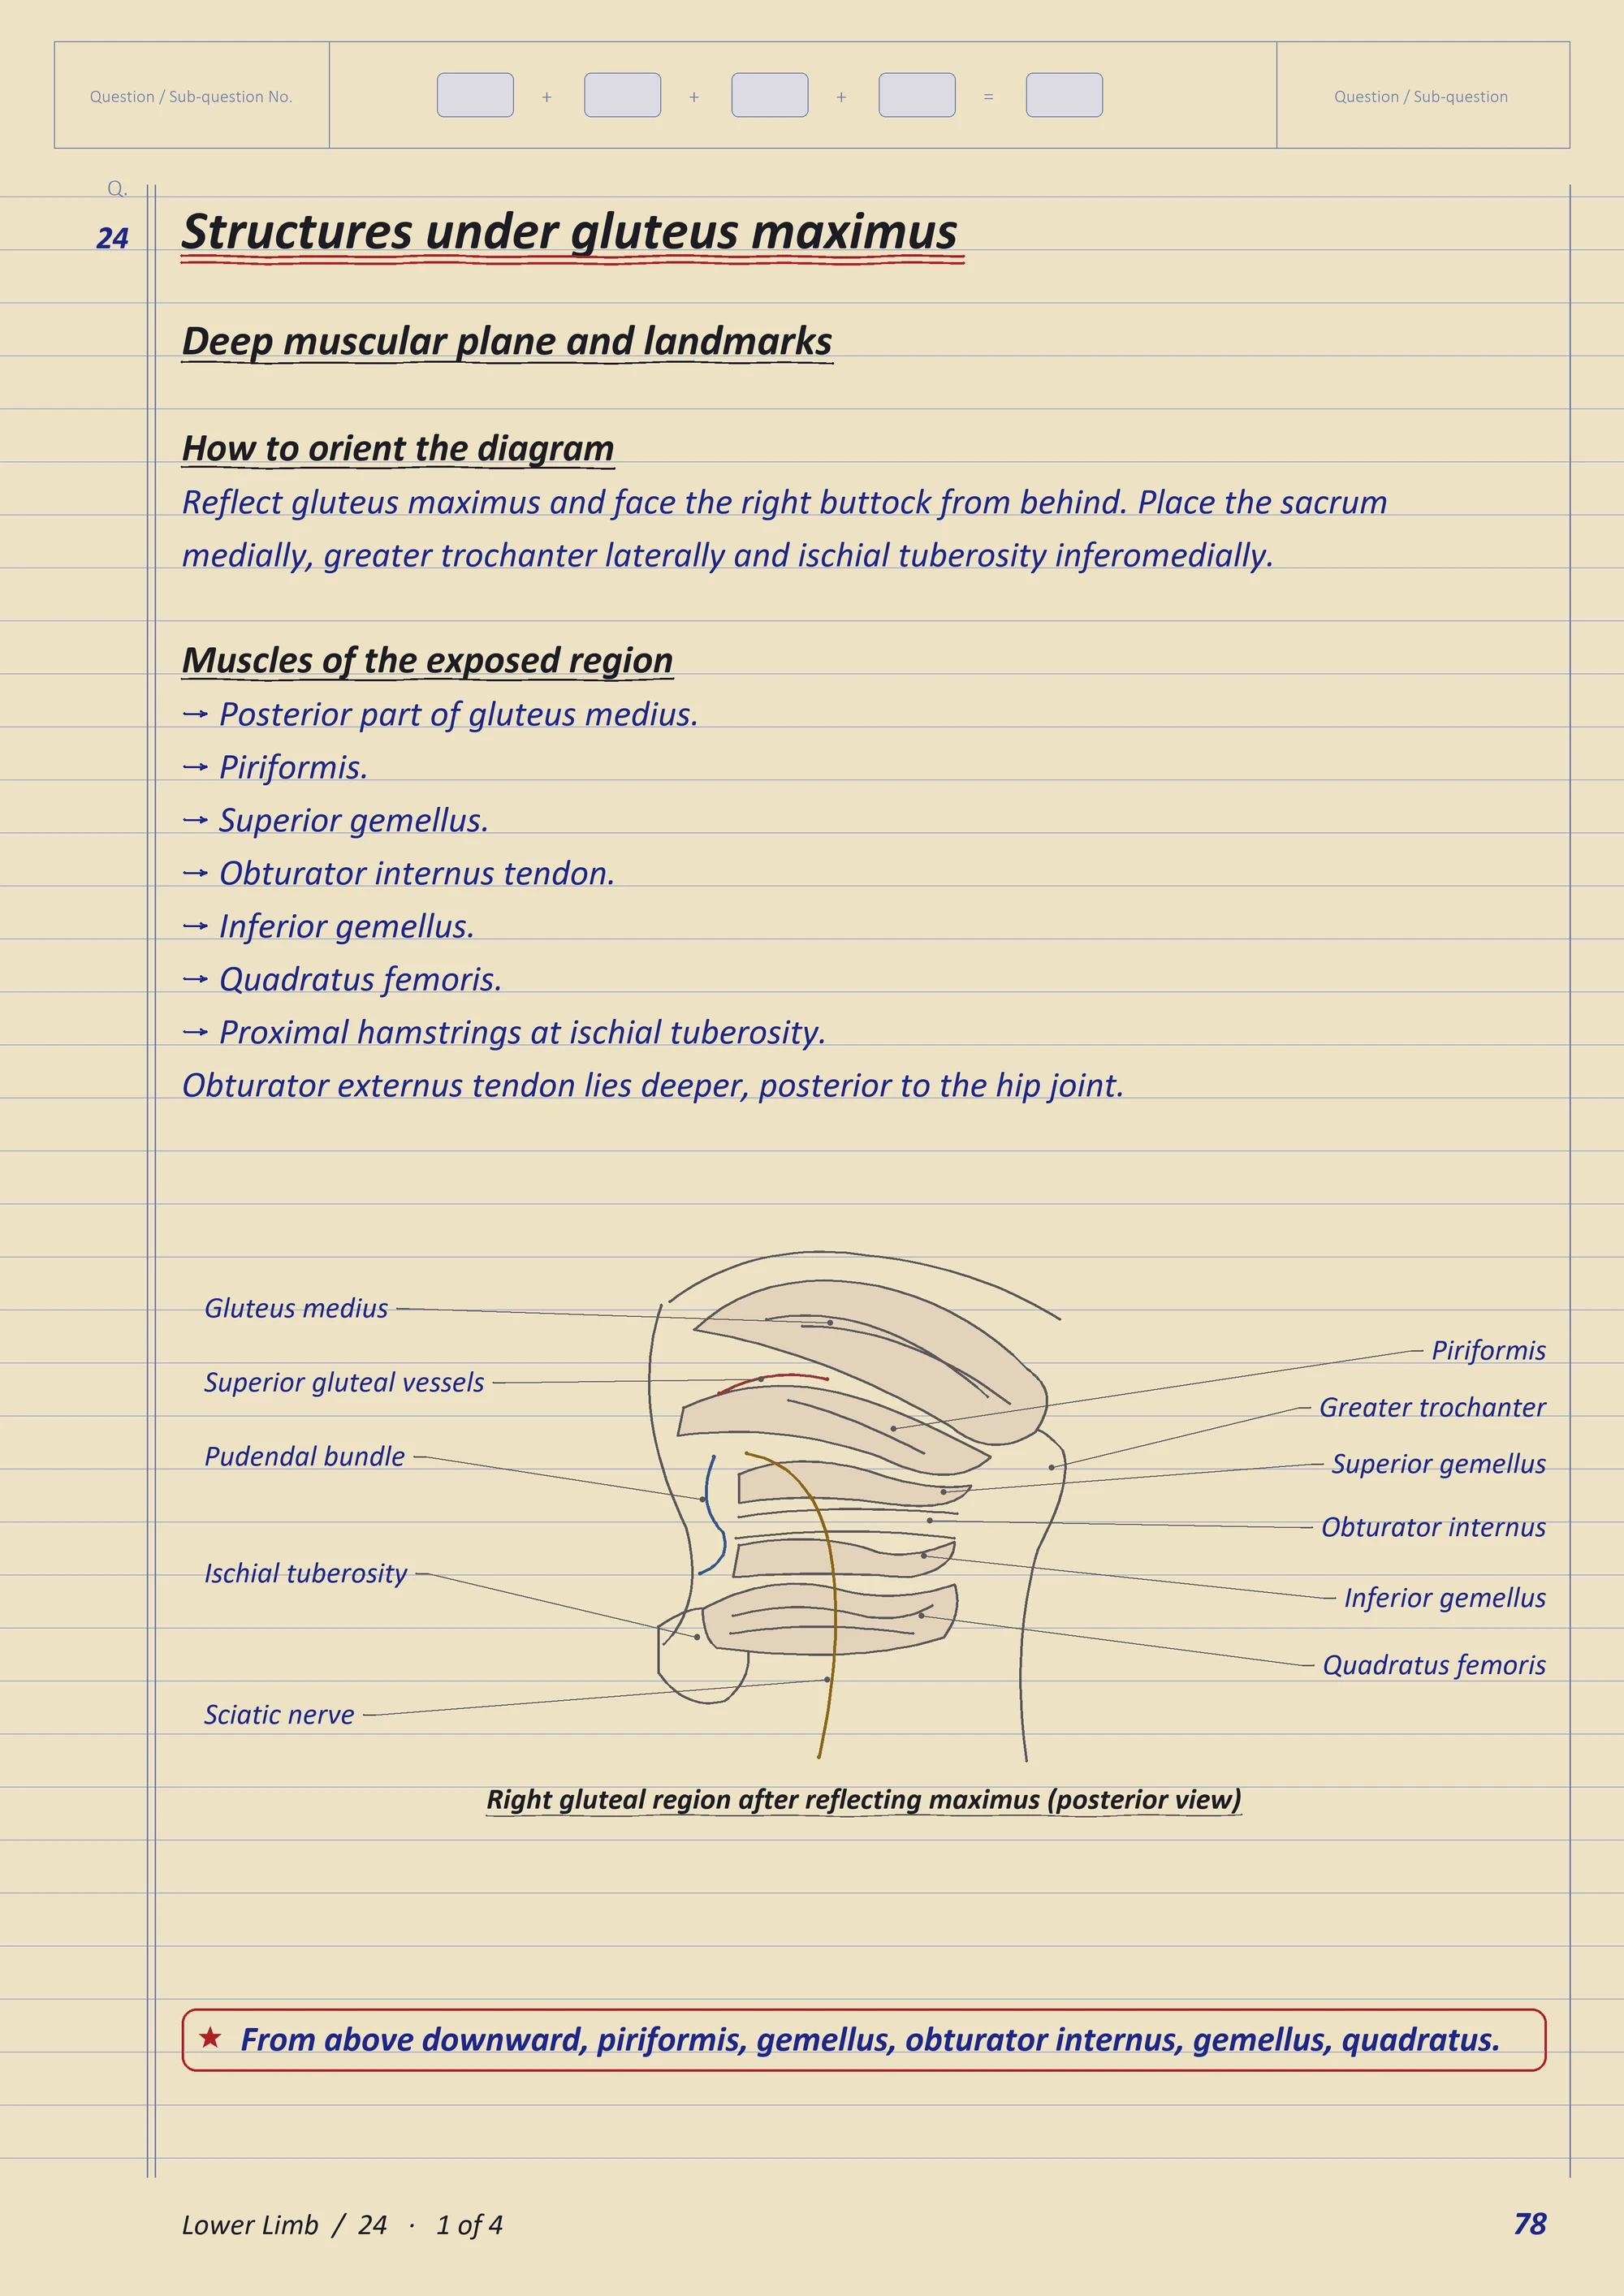 Question / Sub-question No.
+ + + =
Question / Sub-question
Q.
24
Structures under gluteus maximus
Deep muscular plane and landmarks
How to orient the diagram
Reflect gluteus maximus and face the right buttock from behind. Place the sacrum
medially, greater trochanter laterally and ischial tuberosity inferomedially.
Muscles of the exposed region
→ Posterior part of gluteus medius.
→ Piriformis.
→ Superior gemellus.
→ Obturator internus tendon.
→ Inferior gemellus.
→ Quadratus femoris.
→ Proximal hamstrings at ischial tuberosity.
Obturator externus tendon lies deeper, posterior to the hip joint.
Gluteus medius
Superior gluteal vessels
Pudendal bundle
Ischial tuberosity
Sciatic nerve
Piriformis
Greater trochanter
Superior gemellus
Obturator internus
Inferior gemellus
Quadratus femoris
Right gluteal region after reflecting maximus (posterior view)
★ From above downward, piriformis, gemellus, obturator internus, gemellus, quadratus.
Lower Limb / 24 · 1 of 4
78